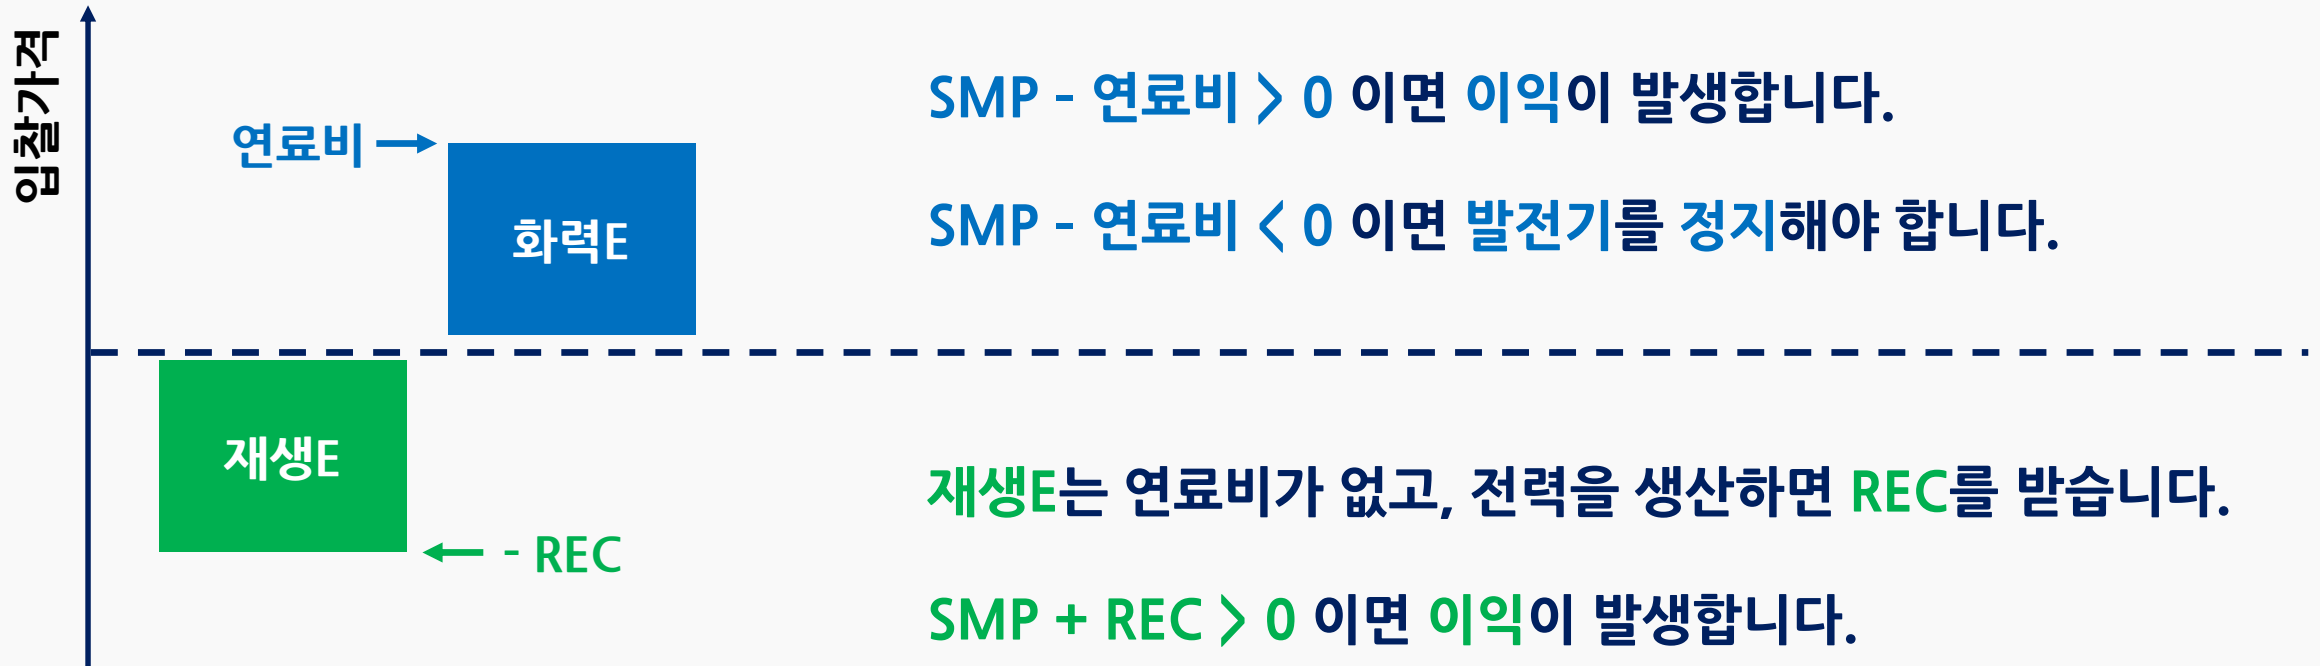 입찰가격
SMP - 연료비 > 0 이면 이익이 발생합니다.
연료비
화력E
SMP - 연료비 < 0 이면 발전기를 정지해야 합니다.
재생E
재생E는 연료비가 없고, 전력을 생산하면 REC를 받습니다.
- REC
SMP + REC > 0 이면 이익이 발생합니다.